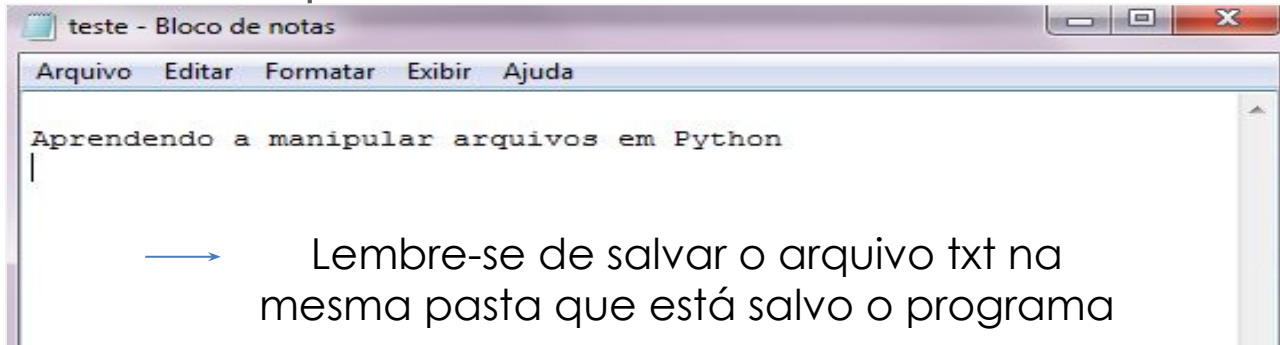 teste - Bloco de notas
Arquivo Editar Formatar Exibir Ajuda
Aprendendo a manipular arquivos em Python
Lembre-se de salvar o arquivo txt na
mesma pasta que está salvo o programa